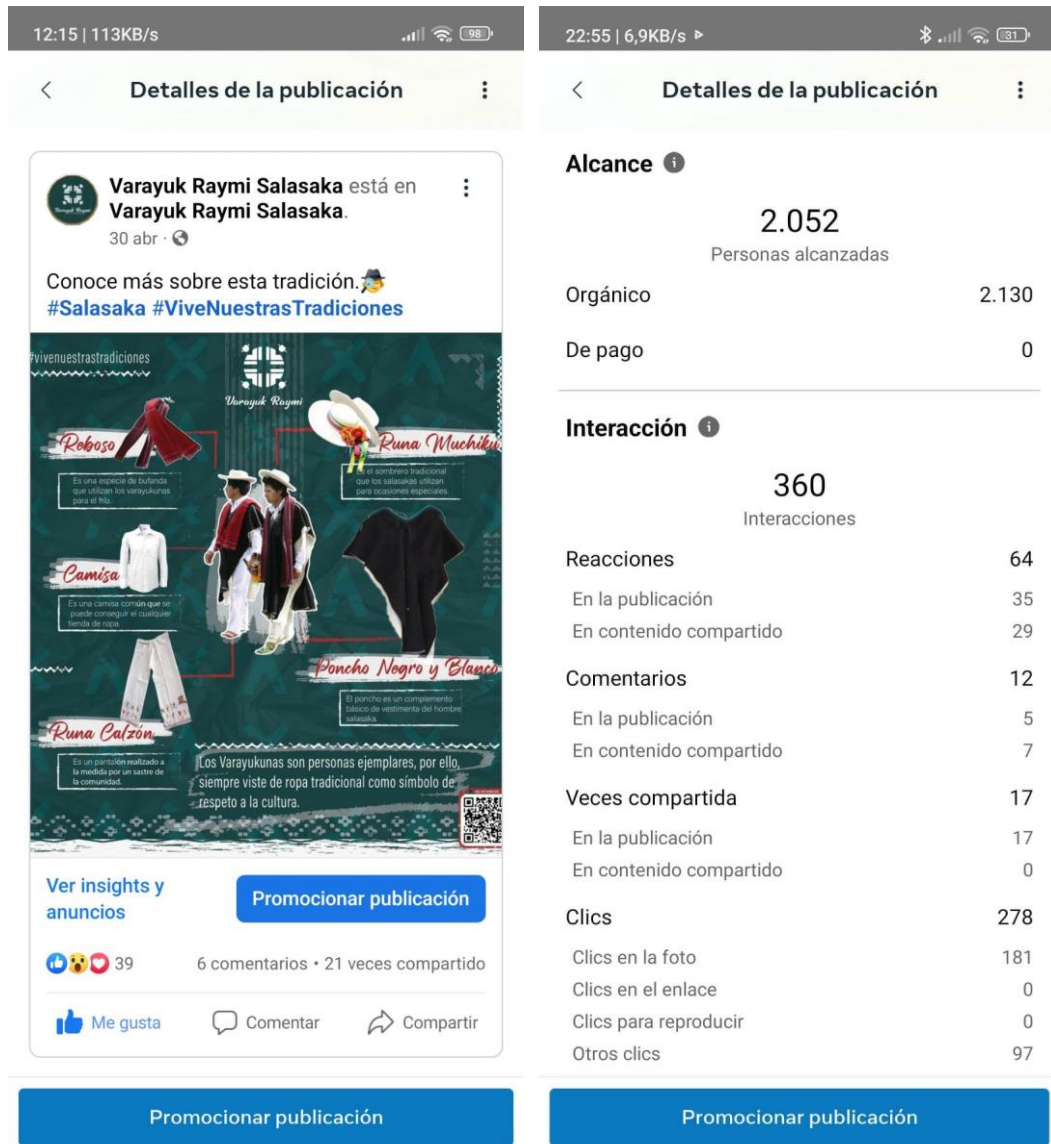 12:15 | 113KB/s
98
Detalles de la publicación
Varayuk Raymi Salasaka está en
Varayuk Raymi Salasaka.
30 abr ·
Conoce más sobre esta tradición.
#Salasaka #ViveNuestrasTradiciones
#vivenuestrastradiciones
Varayuk Raymi
Reboso
Es una especie de bufanda
que utilizan los varayukunas
para el frío.
Runa Muchiku
Es el sombrero tradicional
que los salasakas utilizan
para ocasiones especiales.
Camisa
Es una camisa común que se
puede conseguir el cualquier
tienda de ropa.
Poncho Negro y Blanco
El poncho es un complemento
básico de vestimenta del hombre
salasaka.
Runa Calzón
Es un pantalón realizado a
la medida por un sastre de
la comunidad.
Los Varayukunas son personas ejemplares, por ello,
siempre viste de ropa tradicional como símbolo de
respeto a la cultura.
Ver insights y
anuncios
Promocionar publicación
39
6 comentarios • 21 veces compartido
Me gusta
Comentar
Compartir
Promocionar publicación
22:55 | 6,9KB/s
31
Detalles de la publicación
Alcance
2.052
Personas alcanzadas
Orgánico 2.130
De pago 0
Interacción
360
Interacciones
Reacciones 64
En la publicación 35
En contenido compartido 29
Comentarios 12
En la publicación 5
En contenido compartido 7
Veces compartida 17
En la publicación 17
En contenido compartido 0
Clics 278
Clics en la foto 181
Clics en el enlace 0
Clics para reproducir 0
Otros clics 97
Promocionar publicación